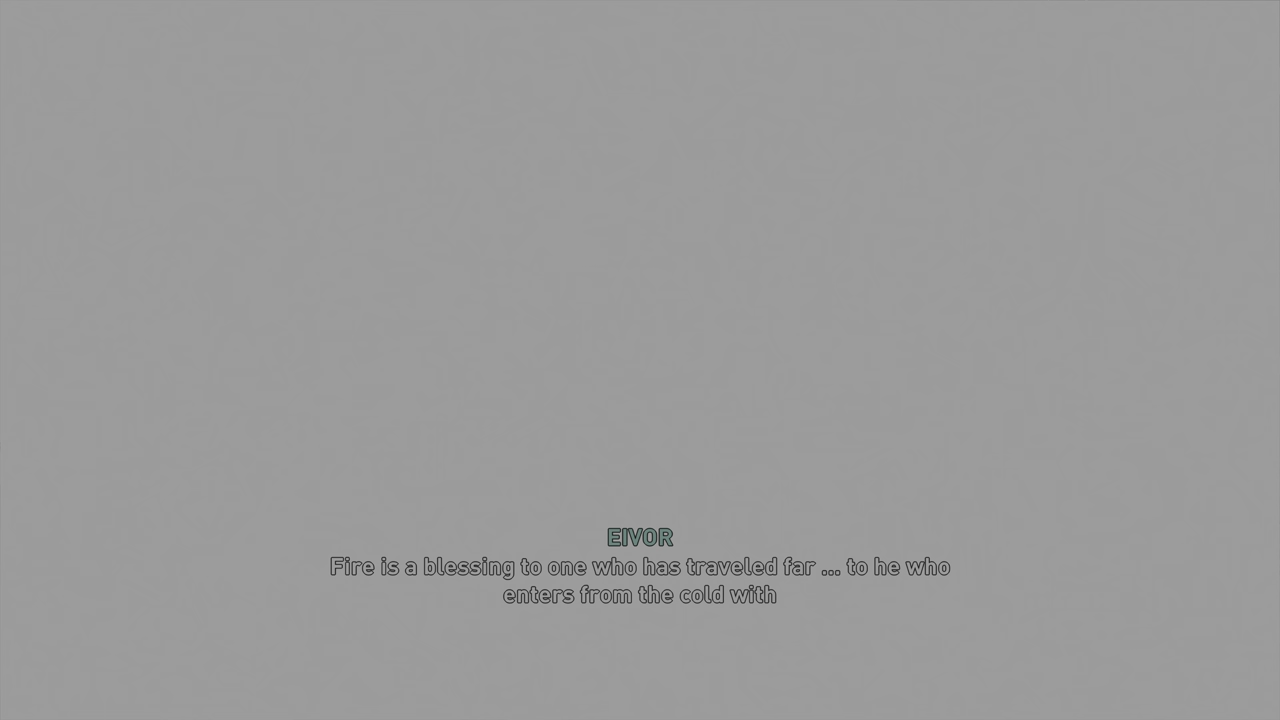 EIVOR
Fire is a blessing to one who has traveled far ... to he who
enters from the cold with